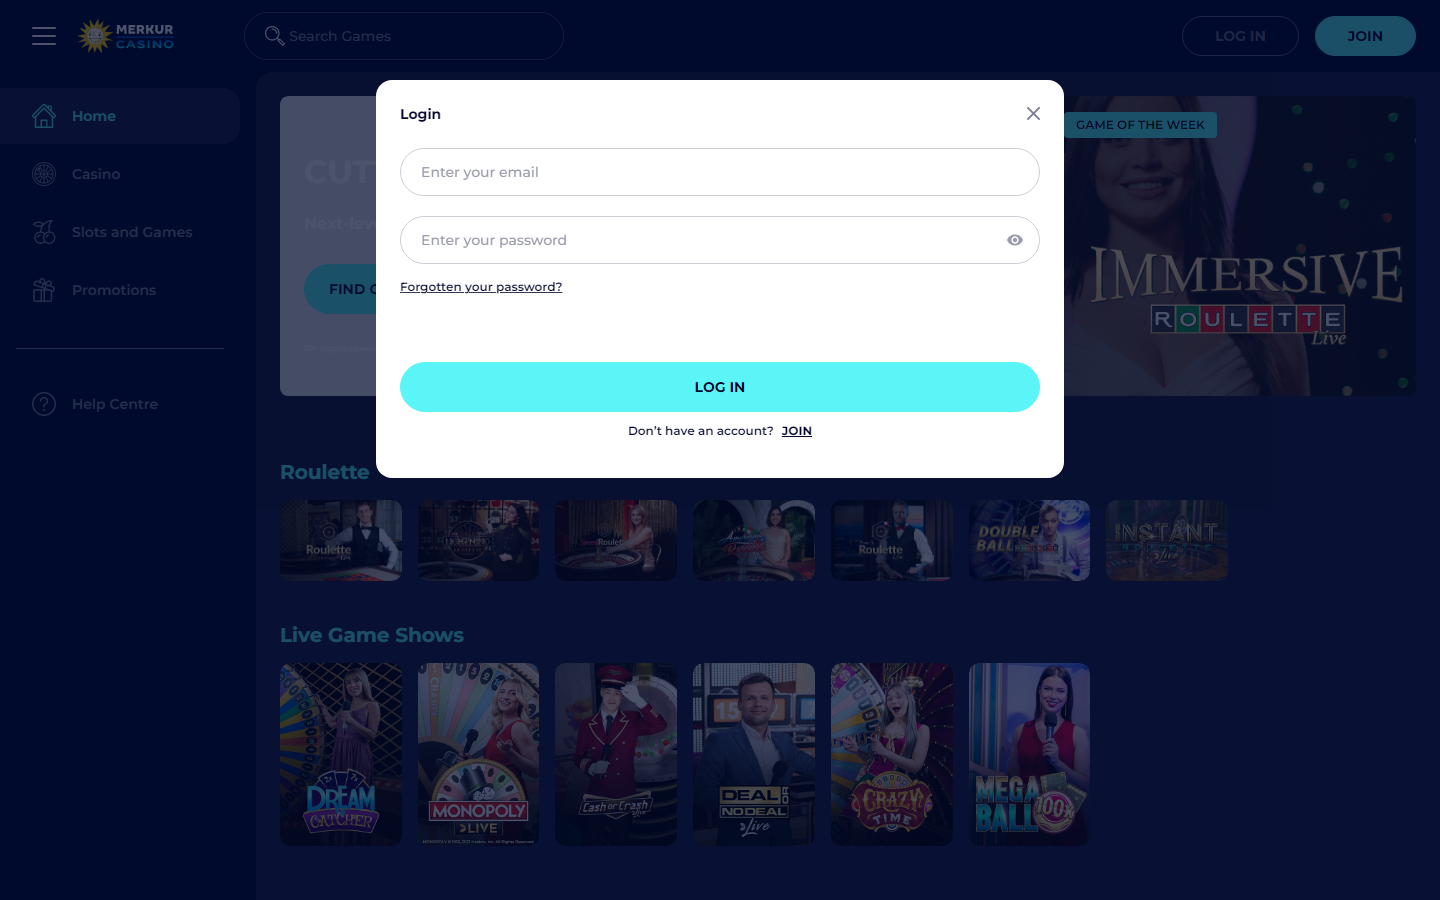 MERKUR
CASINO
Search Games
LOG IN
JOIN
Home
Casino
Slots and Games
Promotions
Help Centre
CUT
Next-leve
FIND
GAME OF THE WEEK
IMMERSIVE
ROULETTE
Live
Login
Enter your email
Enter your password
Forgotten your password?
LOG IN
Don't have an account? JOIN
Roulette
Roulette
Roulette
Roulette
DOUBLE
BALL
INSTANT
Live Game Shows
DREAM
CATCHER
MONOPOLY
LIVE
Cash or Crash
DEAL OR
NO DEAL
Live
CRAZY
TIME
MEGA
BALL
100x